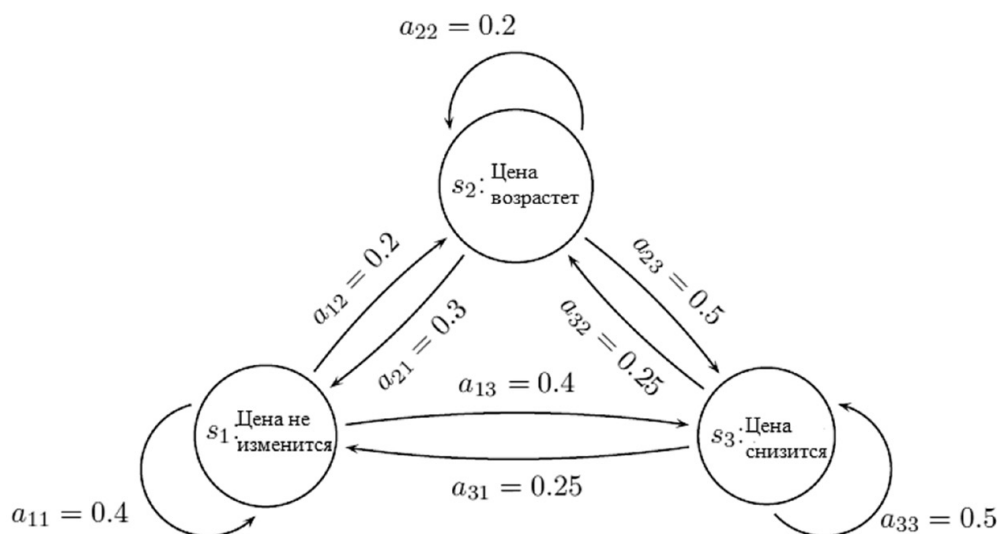 a₂₂ = 0.2
s₂: Цена
возрастет
a₁₂ = 0.2
a₂₁ = 0.3
a₂₃ = 0.5
a₃₂ = 0.25
a₁₃ = 0.4
s₁: Цена не
изменится
s₃: Цена
снизится
a₃₁ = 0.25
a₁₁ = 0.4
a₃₃ = 0.5